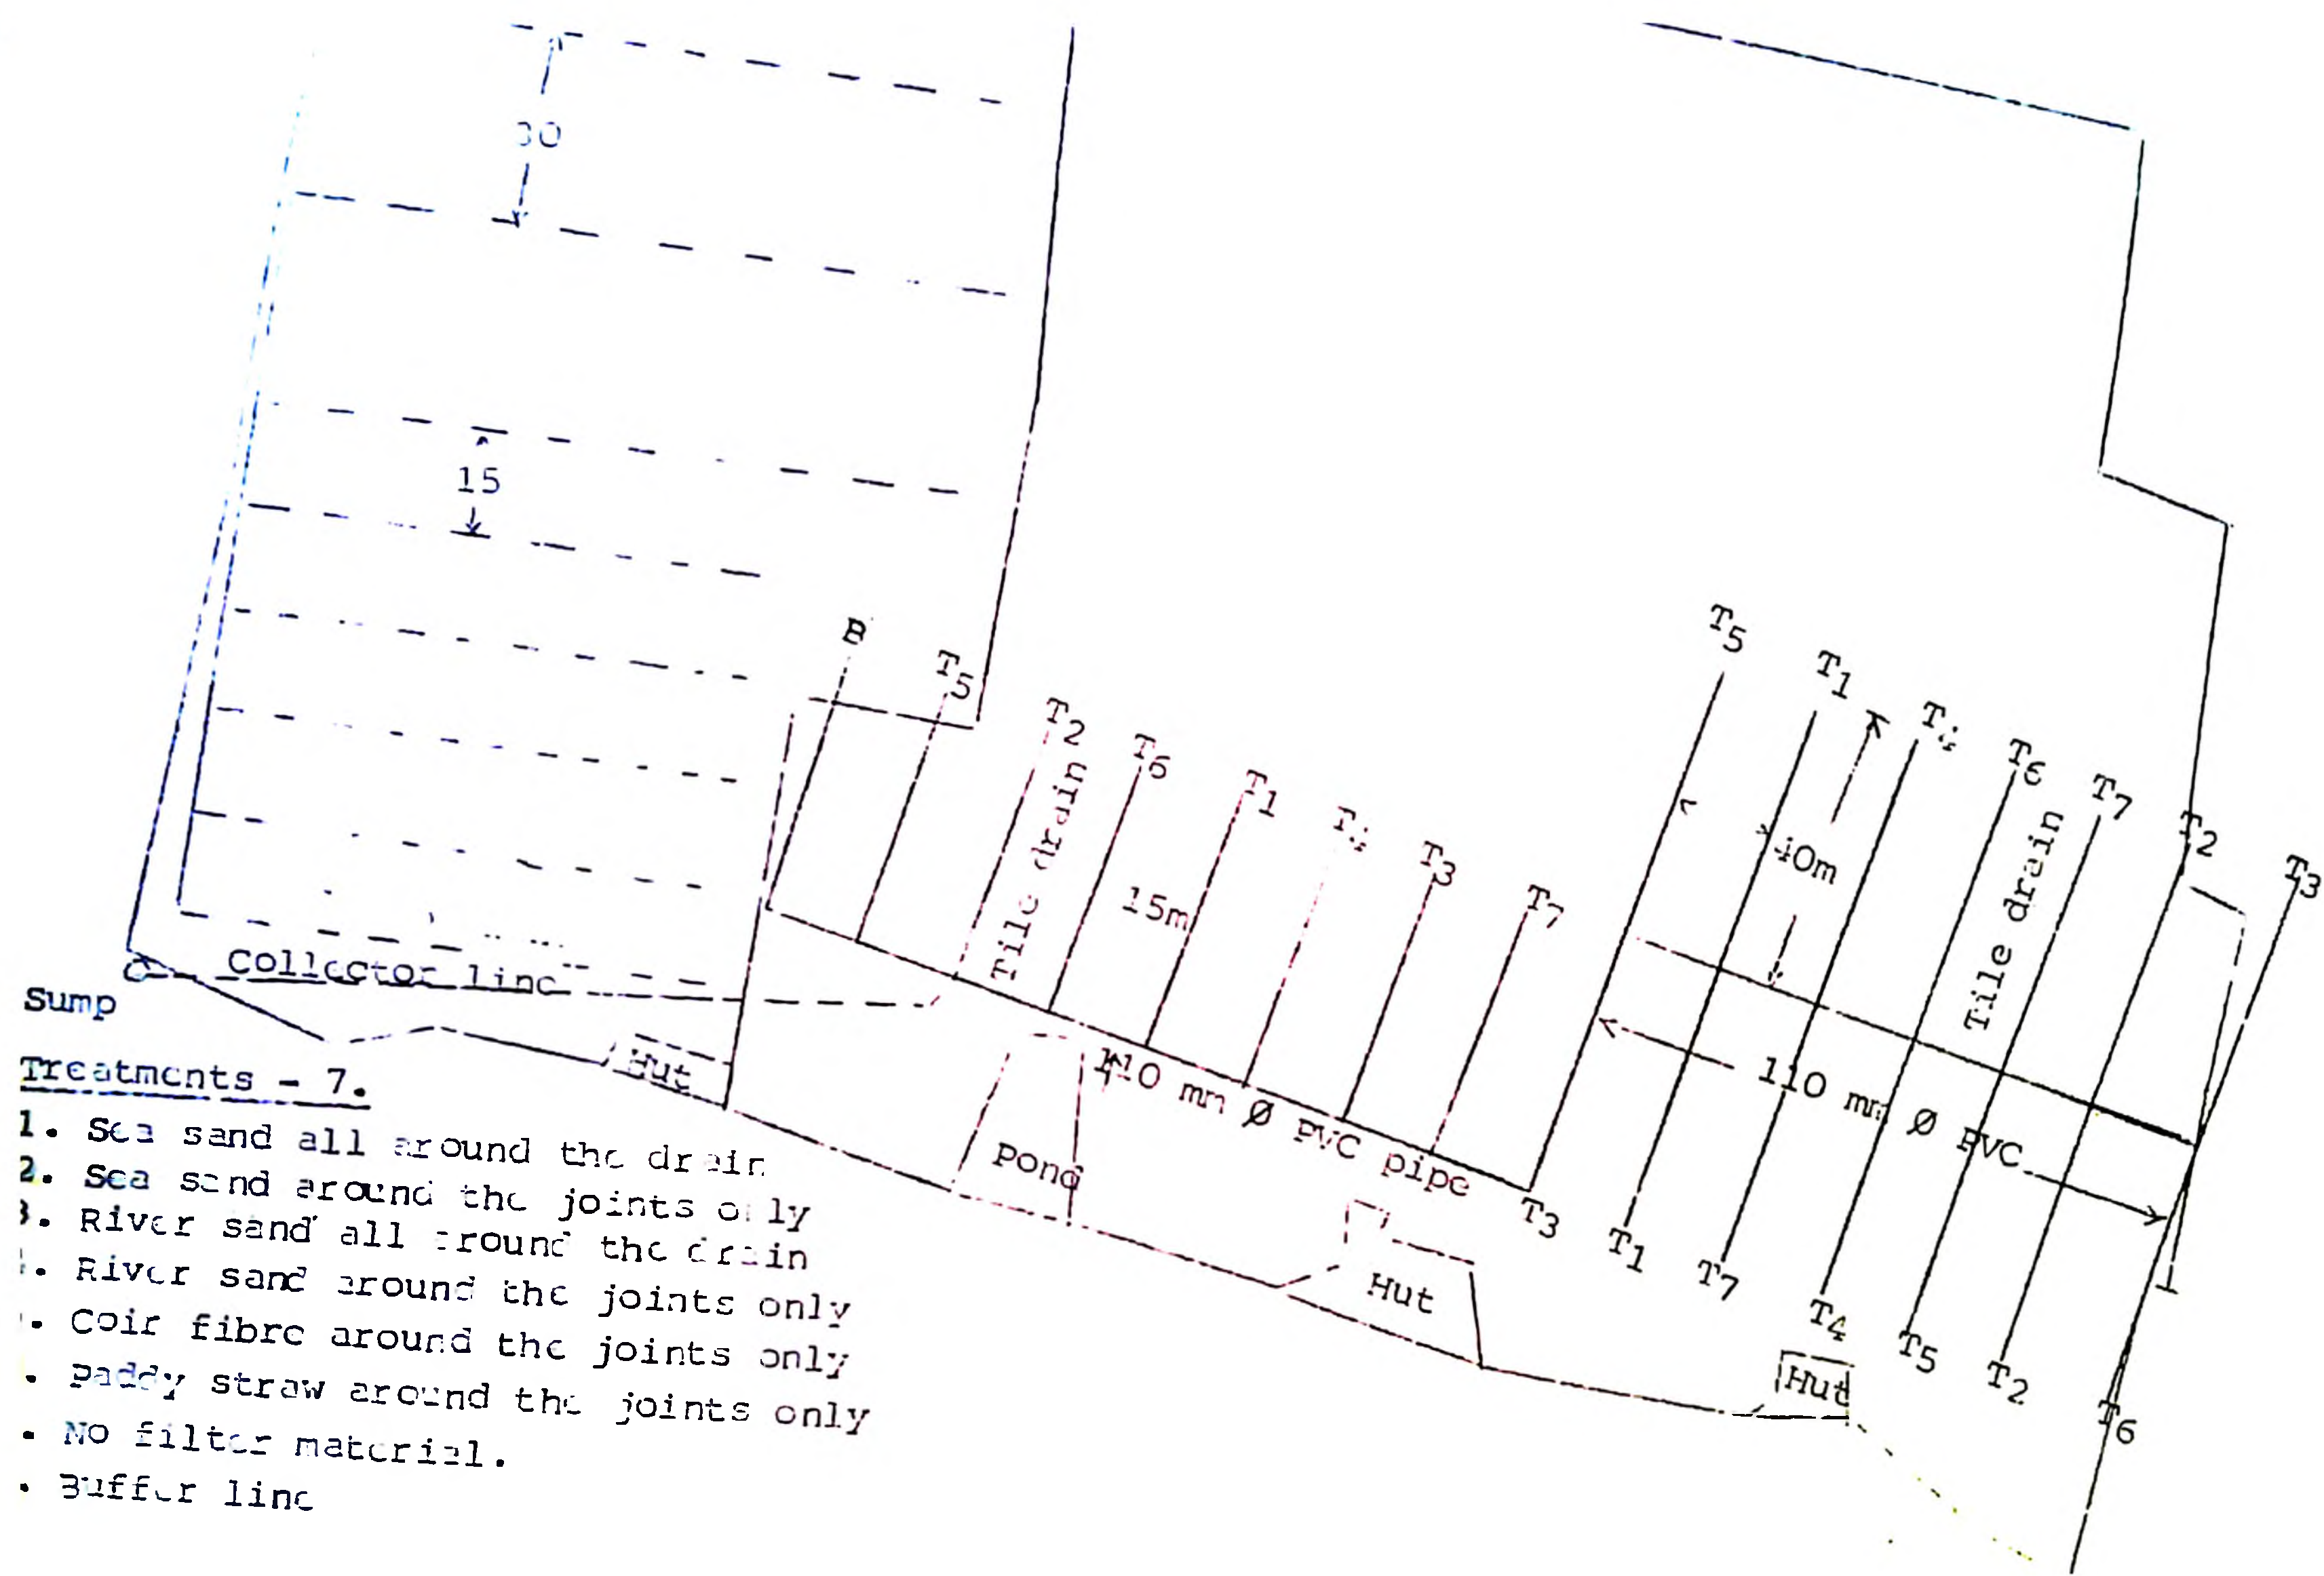 30
15
B
T5
T2
T6
T1
T4
T3
T7
Tile drain
15m
T5
T1
T4
T6
T7
T2
T3
40m
Tile drain
110 mm Ø PVC
110 mm Ø PVC pipe
Collector line
Sump
Hut
Pond
Hut
Hut
T3
T1
T7
T4
T5
T2
T6
Treatments - 7.
1. Sea sand all around the drain
2. Sea sand around the joints only
3. River sand all around the drain
. River sand around the joints only
. Coir fibre around the joints only
. Paddy straw around the joints only
. No filter material.
. Buffer line